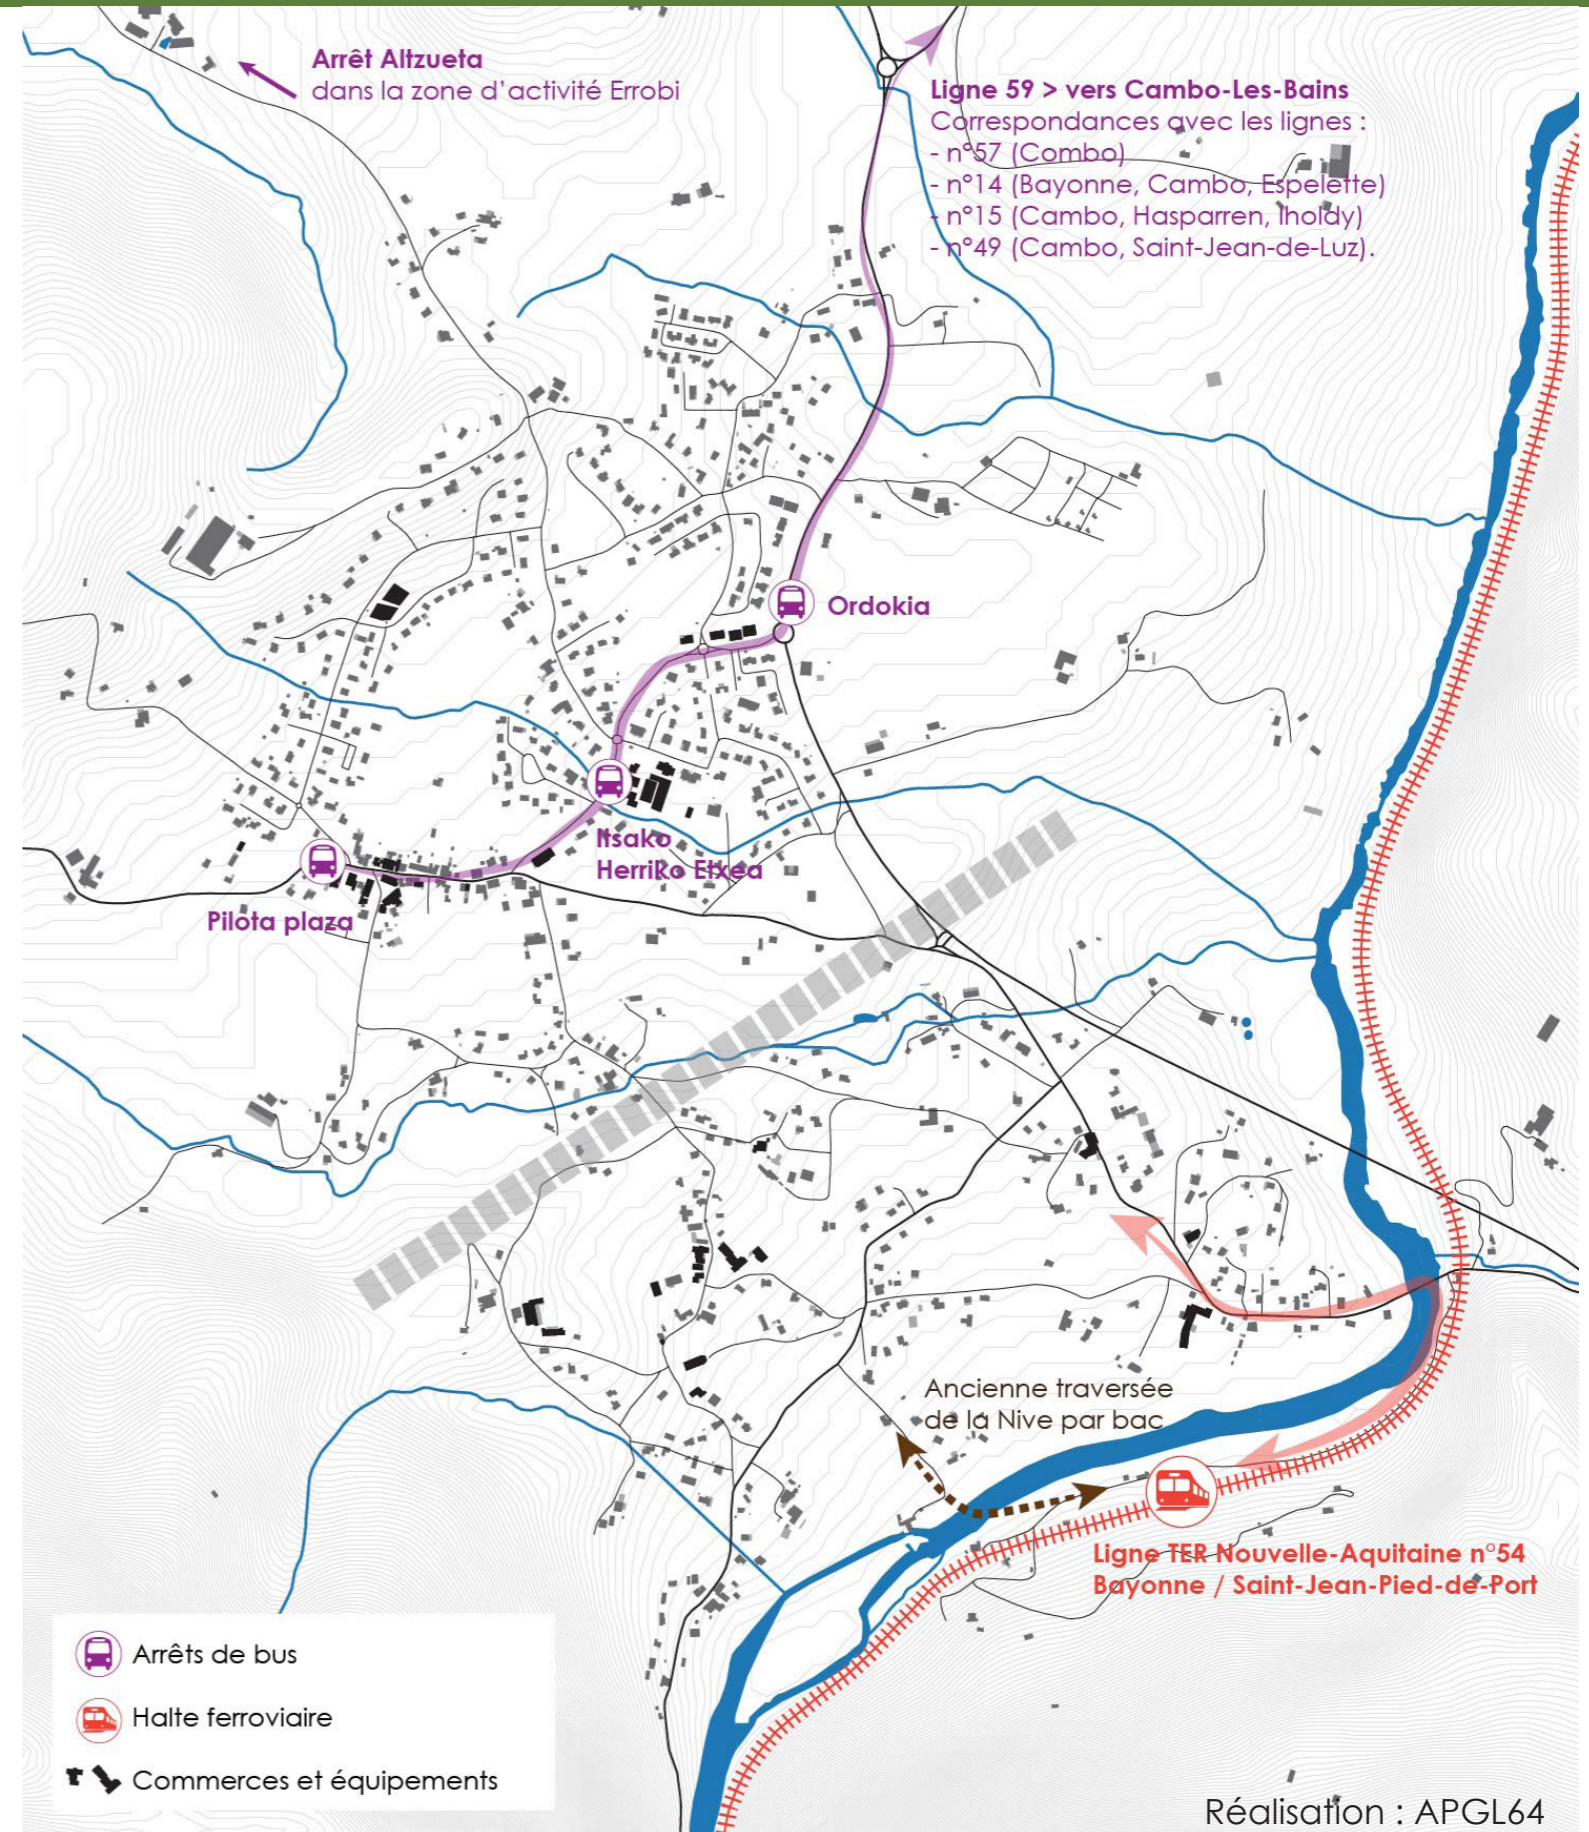 Arrêt Altzueta
dans la zone d'activité Errobi
Ligne 59 > vers Cambo-Les-Bains
Correspondances avec les lignes :
- n°57 (Combo)
- n°14 (Bayonne, Cambo, Espelette)
- n°15 (Cambo, Hasparren, Iholdy)
- n°49 (Cambo, Saint-Jean-de-Luz).
Ordokia
Itsako
Herriko Etxea
Pilota plaza
Ancienne traversée
de la Nive par bac
Ligne TER Nouvelle-Aquitaine n°54
Bayonne / Saint-Jean-Pied-de-Port
Arrêts de bus
Halte ferroviaire
Commerces et équipements
Réalisation : APGL64